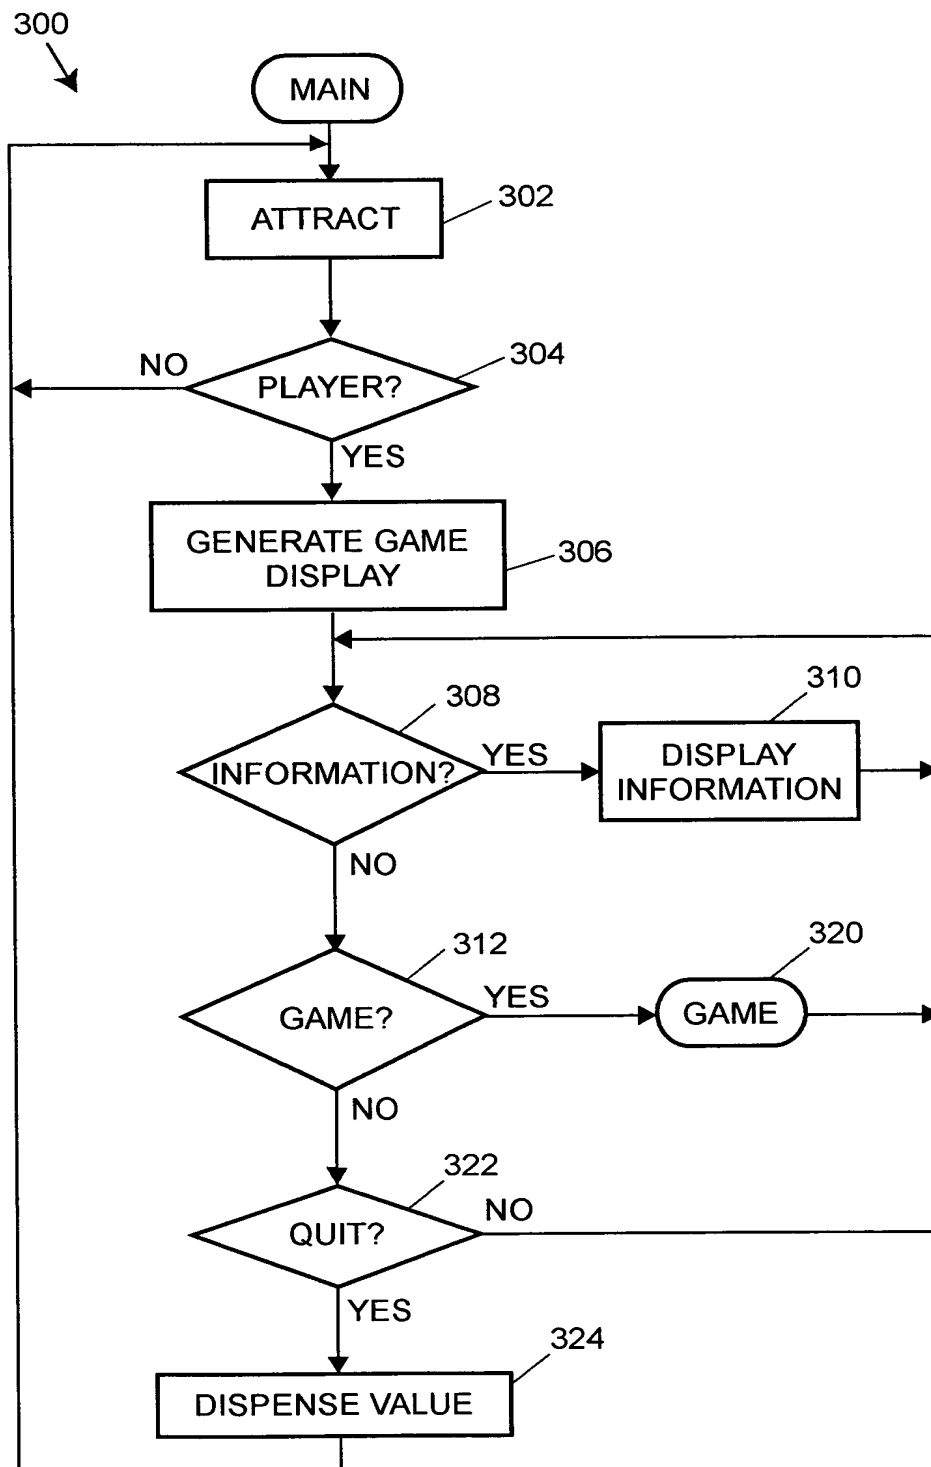 300
MAIN
ATTRACT
302
NO
PLAYER?
304
YES
GENERATE GAME
DISPLAY
306
308
INFORMATION?
YES
310
DISPLAY
INFORMATION
NO
312
GAME?
YES
320
GAME
NO
322
QUIT?
NO
YES
324
DISPENSE VALUE